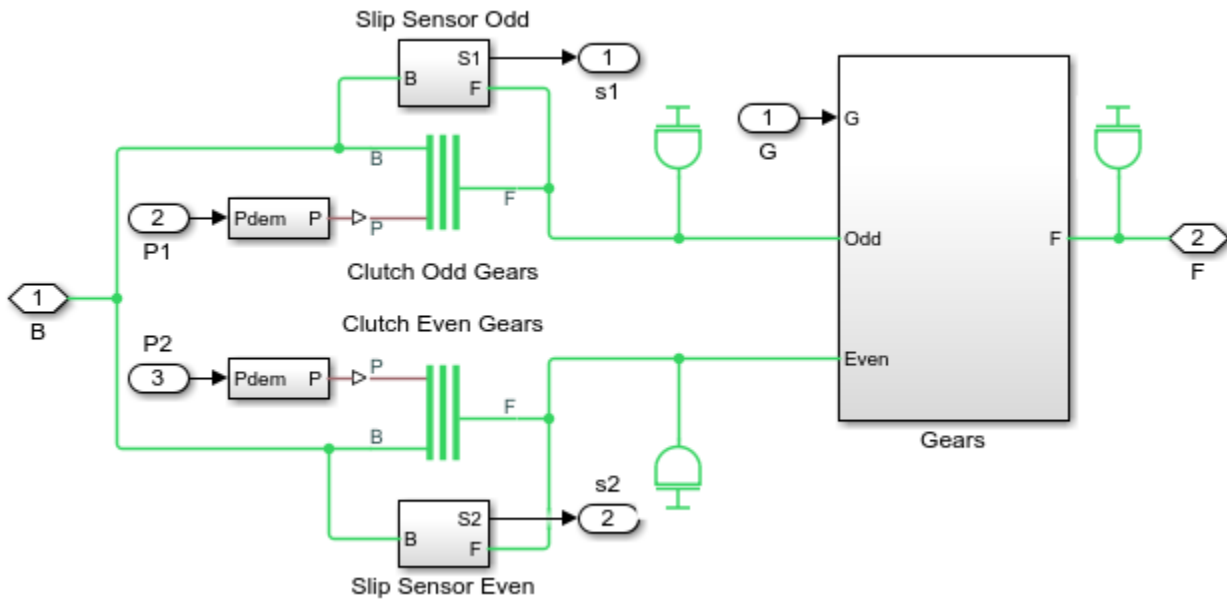 Slip Sensor Odd
B
S1
F
1
s1
B
F
P
2
P1
Pdem
P
Clutch Odd Gears
1
G
G
Odd
Even
F
Gears
2
F
1
B
Clutch Even Gears
P2
3
Pdem
P
P
F
B
s2
2
B
S2
F
Slip Sensor Even